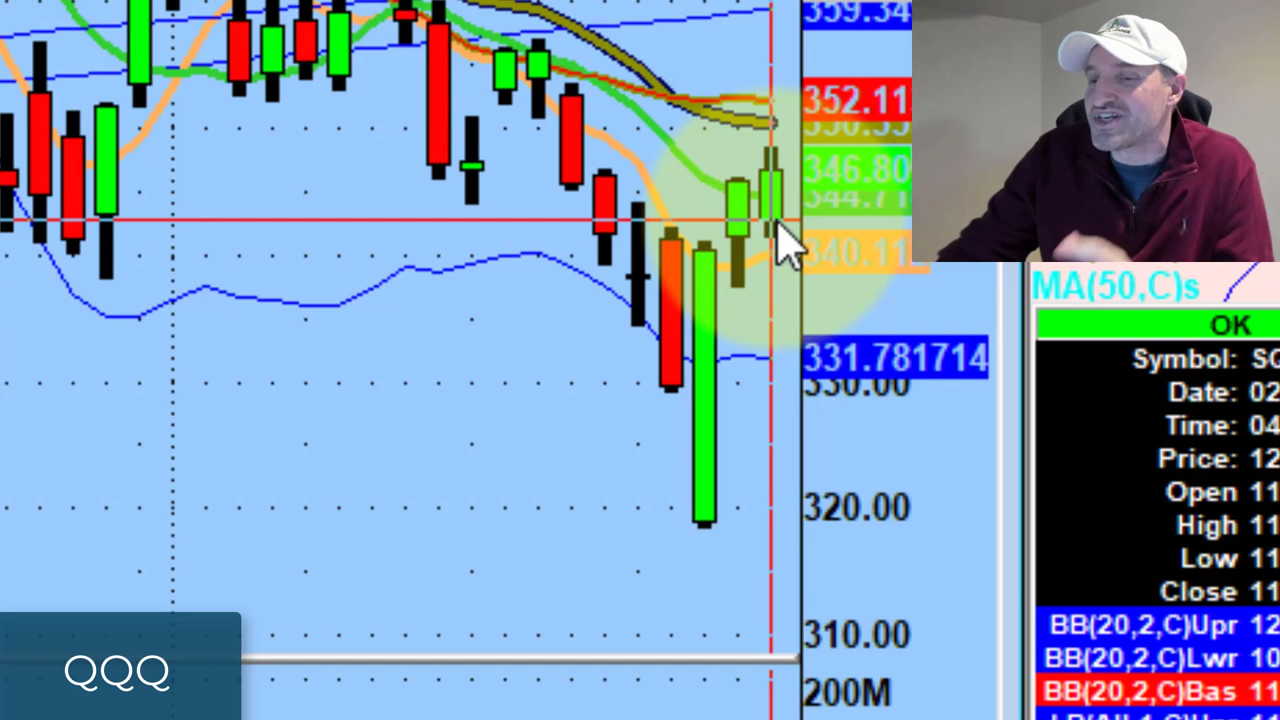 359.34
352.11
346.80
340.11
331.781714
330.00
320.00
310.00
200M
MA(50,C)s
OK
Symbol:
Date: 02
Time: 04
Price: 12
Open 11
High 11
Low 11
Close 11
BB(20,2,C)Upr 12
BB(20,2,C)Lwr 10
BB(20,2,C)Bas 11
QQQ